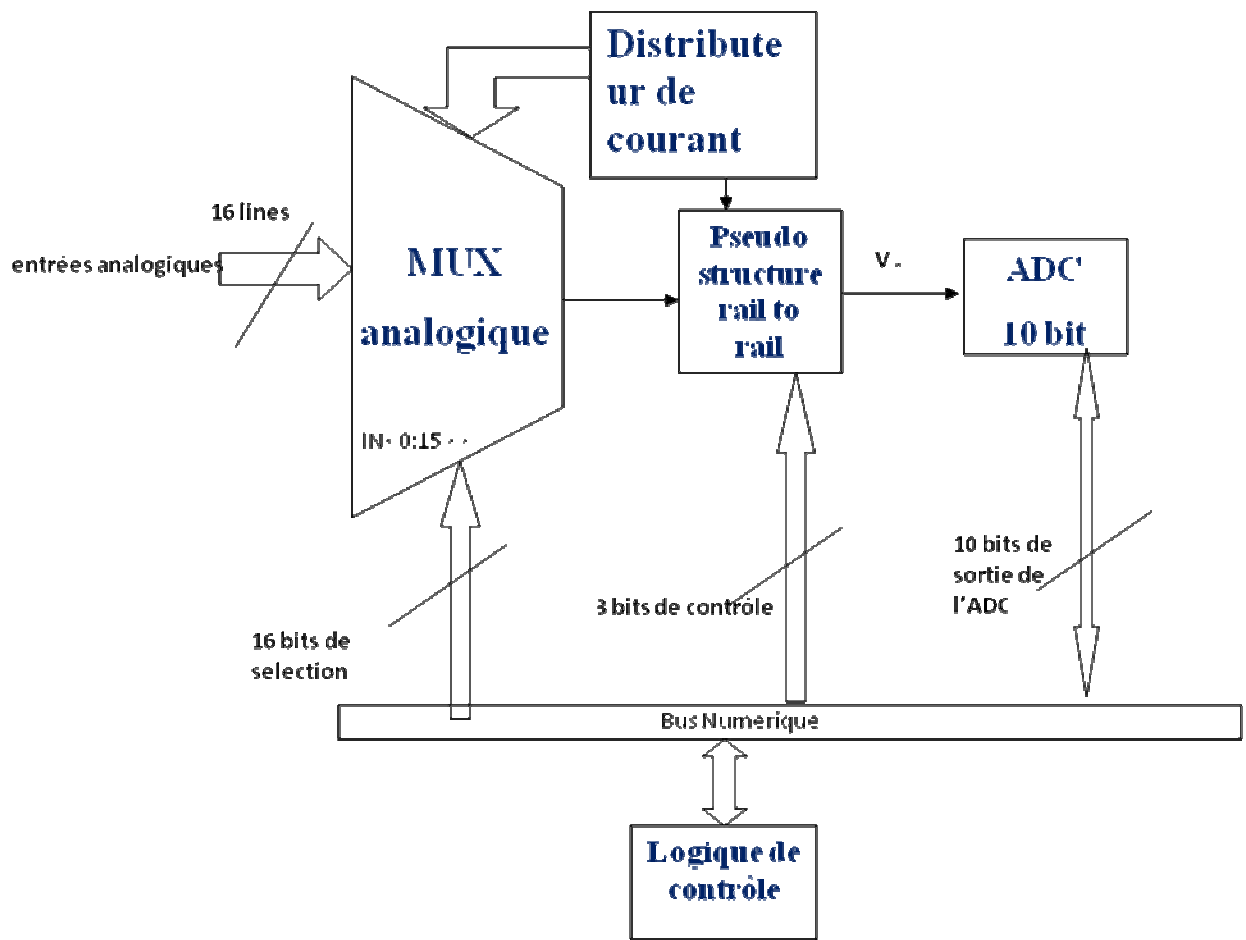 Distribute
ur de
courant
16 lines
entrées analogiques
MUX
analogique
IN 0:15
Pseudo
structure
rail to
rail
V
ADC
10 bit
16 bits de
selection
3 bits de contrôle
10 bits de
sortie de
l'ADC
Bus Numérique
Logique de
contrôle